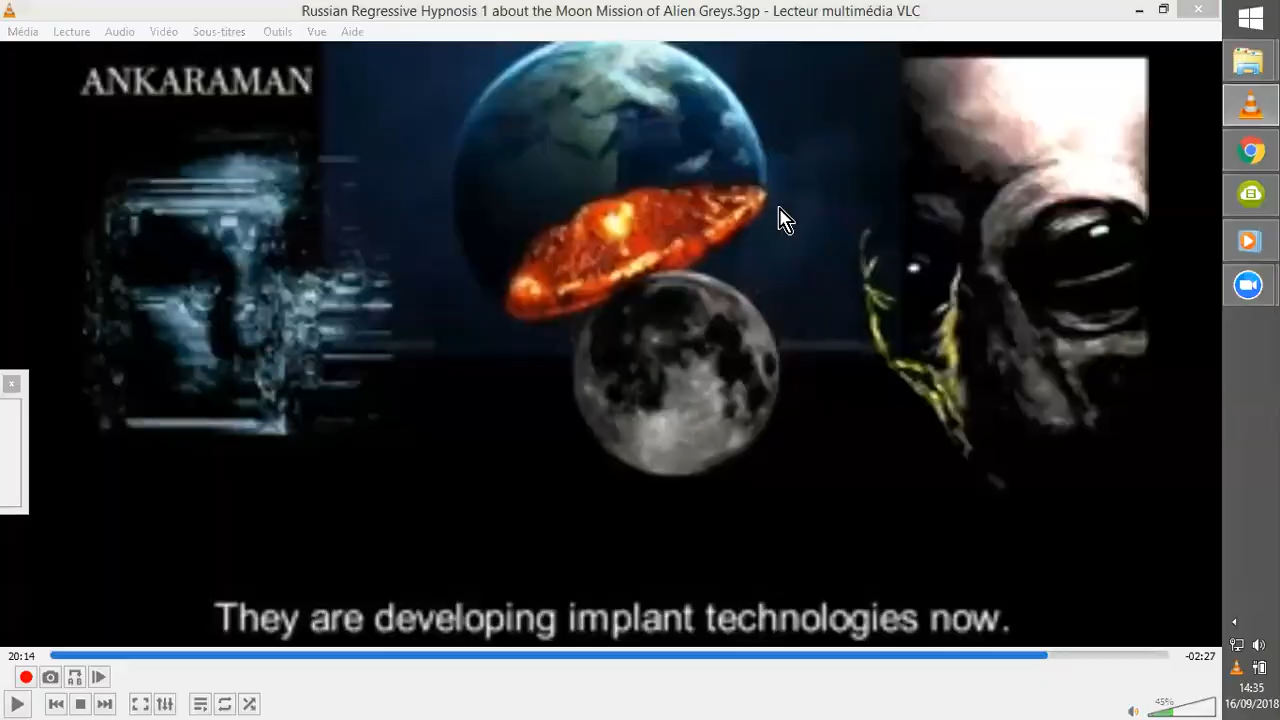 Russian Regressive Hypnosis 1 about the Moon Mission of Alien Greys.3gp - Lecteur multimédia VLC
Média Lecture Audio Vidéo Sous-titres Outils Vue Aide
ANKARAMAN
They are developing implant technologies now.
20:14
-02:27
A B
45%
14:35
16/09/2018